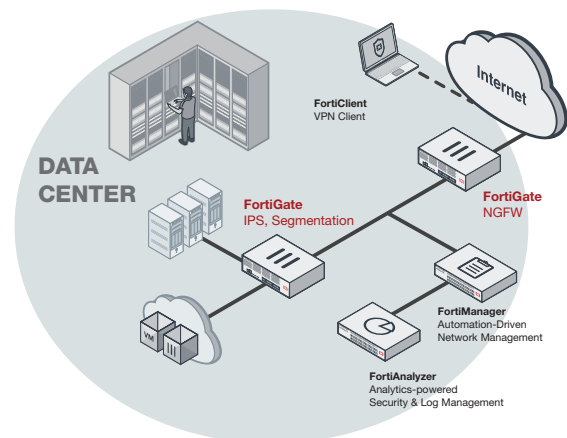 Internet
FortiClient
VPN Client
DATA
CENTER
FortiGate
NGFW
FortiGate
IPS, Segmentation
FortiManager
Automation-Driven
Network Management
VM
FortiAnalyzer
Analytics-powered
Security & Log Management